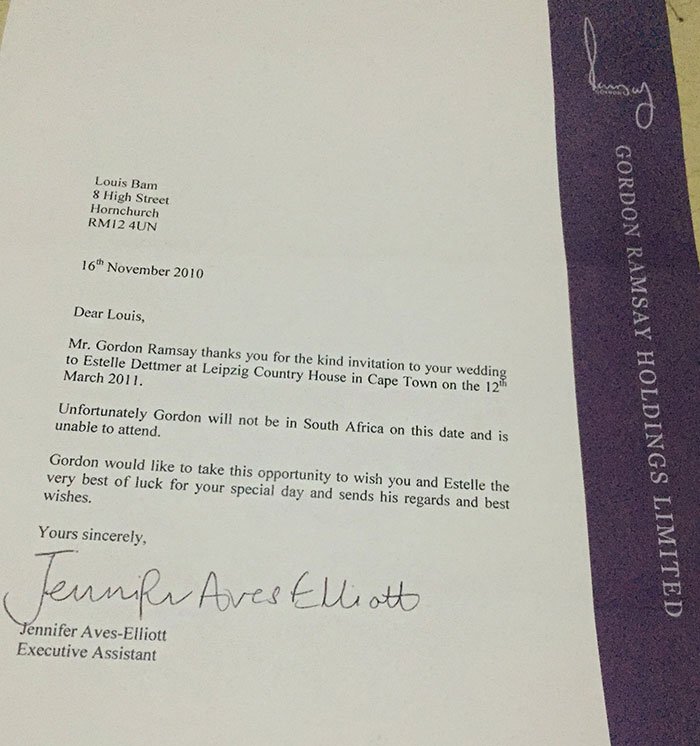 Louis Bam
8 High Street
Hornchurch
RM12 4UN
16th November 2010
Dear Louis,
Mr. Gordon Ramsay thanks you for the kind invitation to your wedding
to Estelle Dettmer at Leipzig Country House in Cape Town on the 12th
March 2011.
Unfortunately Gordon will not be in South Africa on this date and is
unable to attend.
Gordon would like to take this opportunity to wish you and Estelle the
very best of luck for your special day and sends his regards and best
wishes.
Yours sincerely,
Jennifer Aves Elliott
Jennifer Aves-Elliott
Executive Assistant
Ramsay
GORDON
GORDON RAMSAY HOLDINGS LIMITED